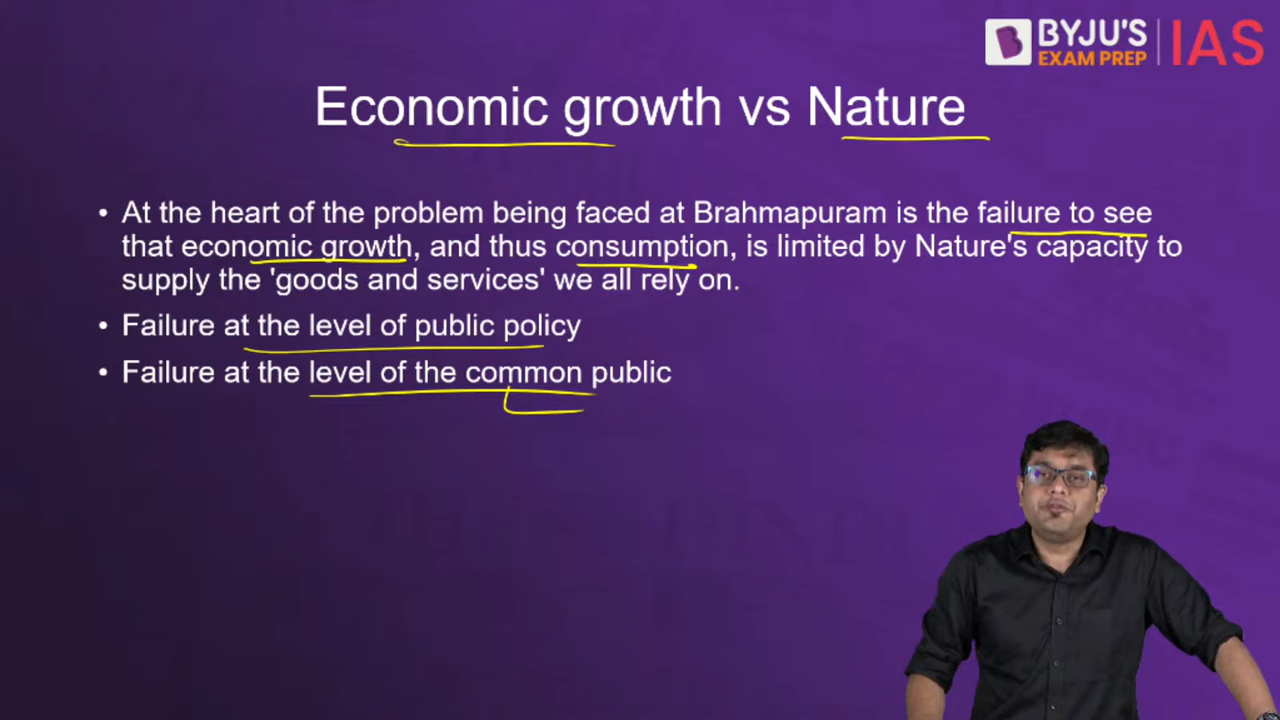 BYJU'S IAS
EXAM PREP
Economic growth vs Nature
• At the heart of the problem being faced at Brahmapuram is the failure to see
that economic growth, and thus consumption, is limited by Nature's capacity to
supply the 'goods and services' we all rely on.
• Failure at the level of public policy
• Failure at the level of the common public